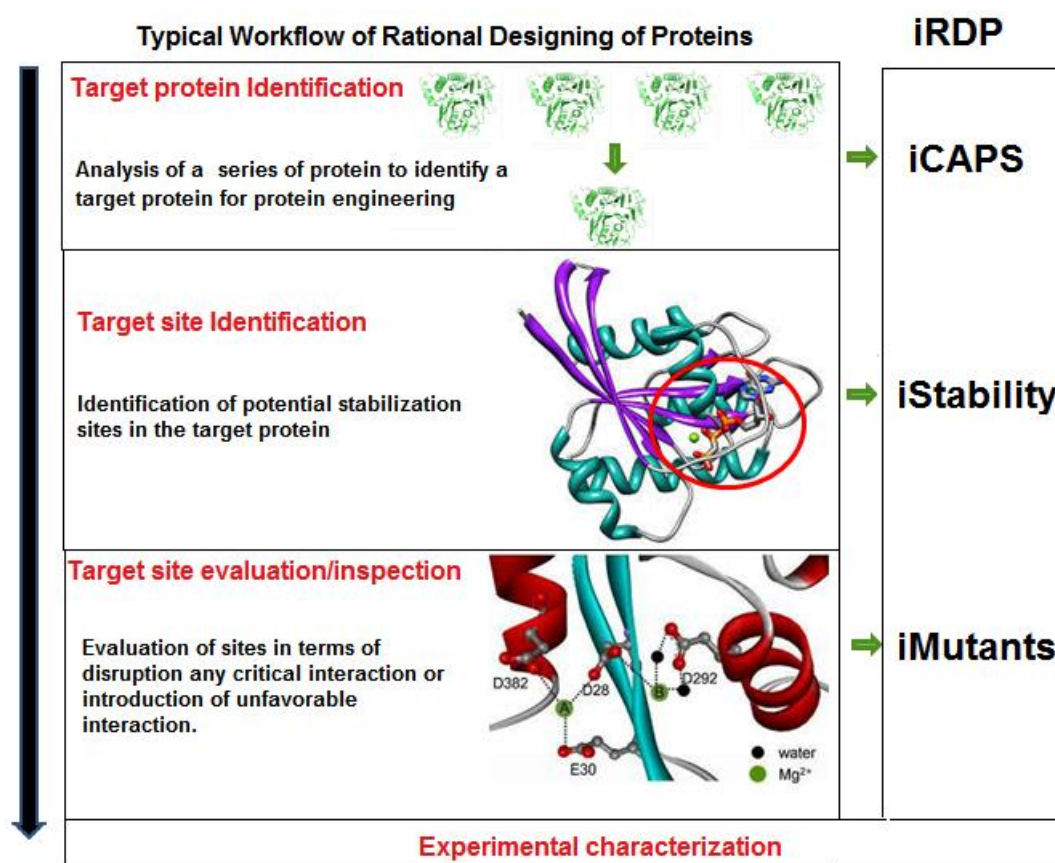 Typical Workflow of Rational Designing of Proteins
iRDP
Target protein Identification
Analysis of a series of protein to identify a
target protein for protein engineering
iCAPS
Target site Identification
Identification of potential stabilization
sites in the target protein
iStability
Target site evaluation/inspection
Evaluation of sites in terms of
disruption any critical interaction or
introduction of unfavorable
interaction.
D382
D28
D292
A
B
E30
water
Mg²⁺
iMutants
Experimental characterization